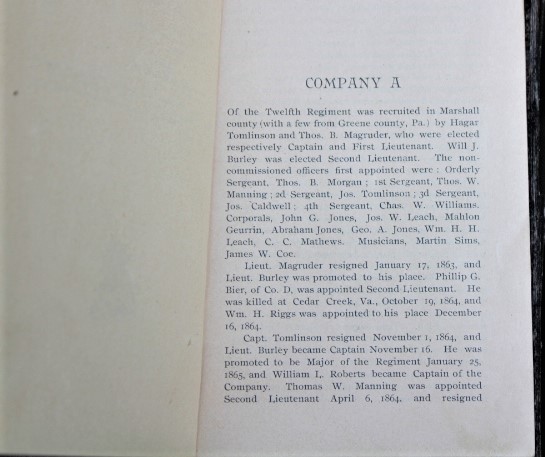 COMPANY A
Of the Twelfth Regiment was recruited in Marshall
county (with a few from Greene county, Pa.) by Hagar
Tomlinson and Thos. B. Magruder, who were elected
respectively Captain and First Lieutenant. Will J.
Burley was elected Second Lieutenant. The non-
commissioned officers first appointed were: Orderly
Sergeant, Thos. B. Morgan; 1st Sergeant, Thos. W.
Manning; 2d Sergeant, Jos. Tomlinson; 3d Sergeant,
Jos. Caldwell; 4th Sergeant, Chas. W. Williams.
Corporals, John G. Jones, Jos. W. Leach, Mahlon
Geurrin, Abraham Jones, Geo. A. Jones, Wm. H. H.
Leach, C. C. Mathews. Musicians, Martin Sims,
James W. Coe.
Lieut. Magruder resigned January 17, 1863, and
Lieut. Burley was promoted to his place. Phillip G.
Bier, of Co. D, was appointed Second Lieutenant. He
was killed at Cedar Creek, Va., October 19, 1864, and
Wm. H. Riggs was appointed to his place December
16, 1864.
Capt. Tomlinson resigned November 1, 1864, and
Lieut. Burley became Captain November 16. He was
promoted to be Major of the Regiment January 25,
1865, and William L. Roberts became Captain of the
Company. Thomas W. Manning was appointed
Second Lieutenant April 6, 1864, and resigned